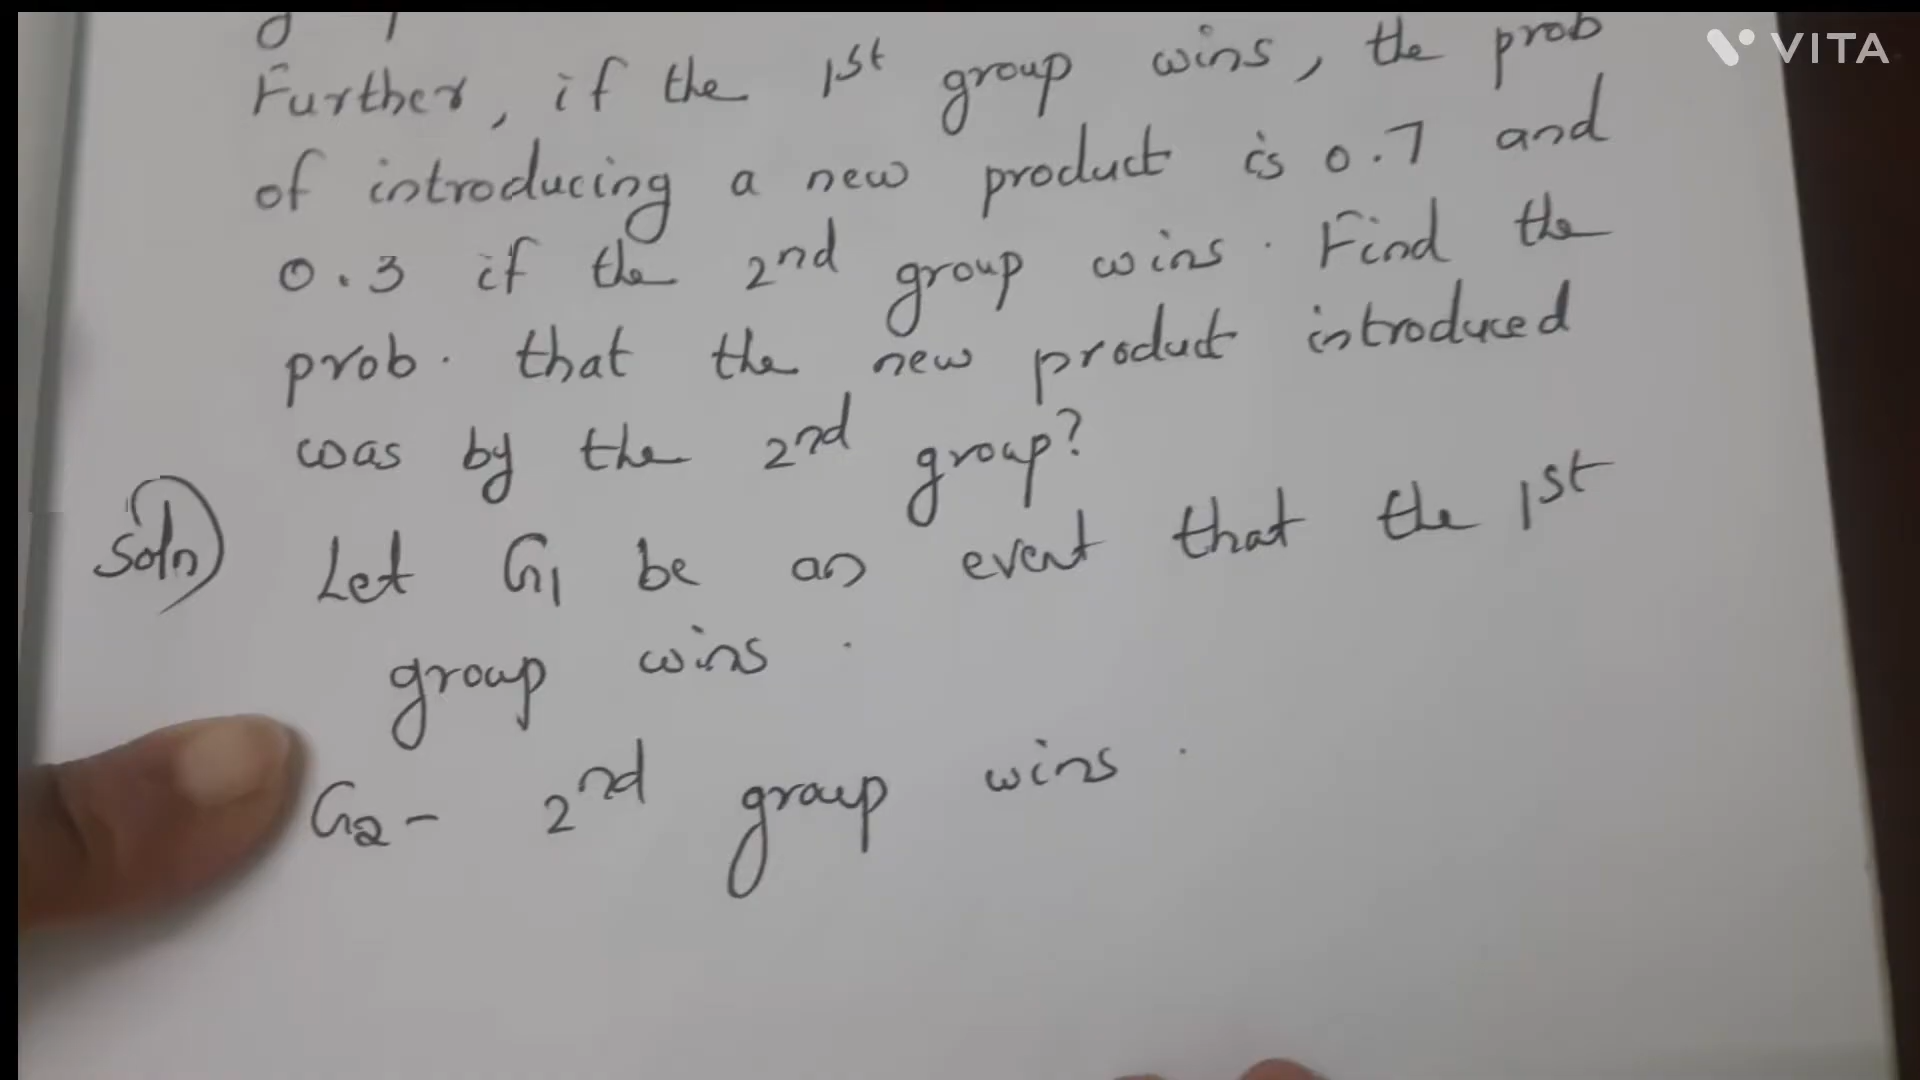 VITA
Further, if the 1st group wins, the prob
of introducing a new product is 0.7 and
0.3 if the 2nd group wins. Find the
prob. that the new product introduced
was by the 2nd group?
Soln Let G1 be an event that the 1st
group wins.
G2 - 2nd group wins.